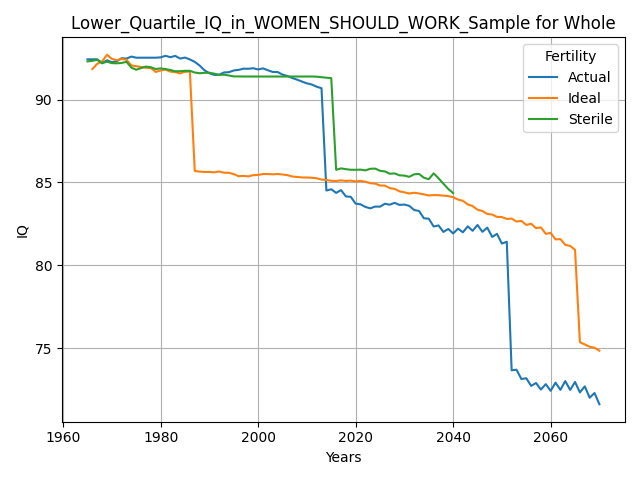 Lower_Quartile_IQ_in_WOMEN_SHOULD_WORK_Sample for Whole
Fertility
Actual
Ideal
Sterile
IQ
90
85
80
75
1960 1980 2000 2020 2040 2060
Years